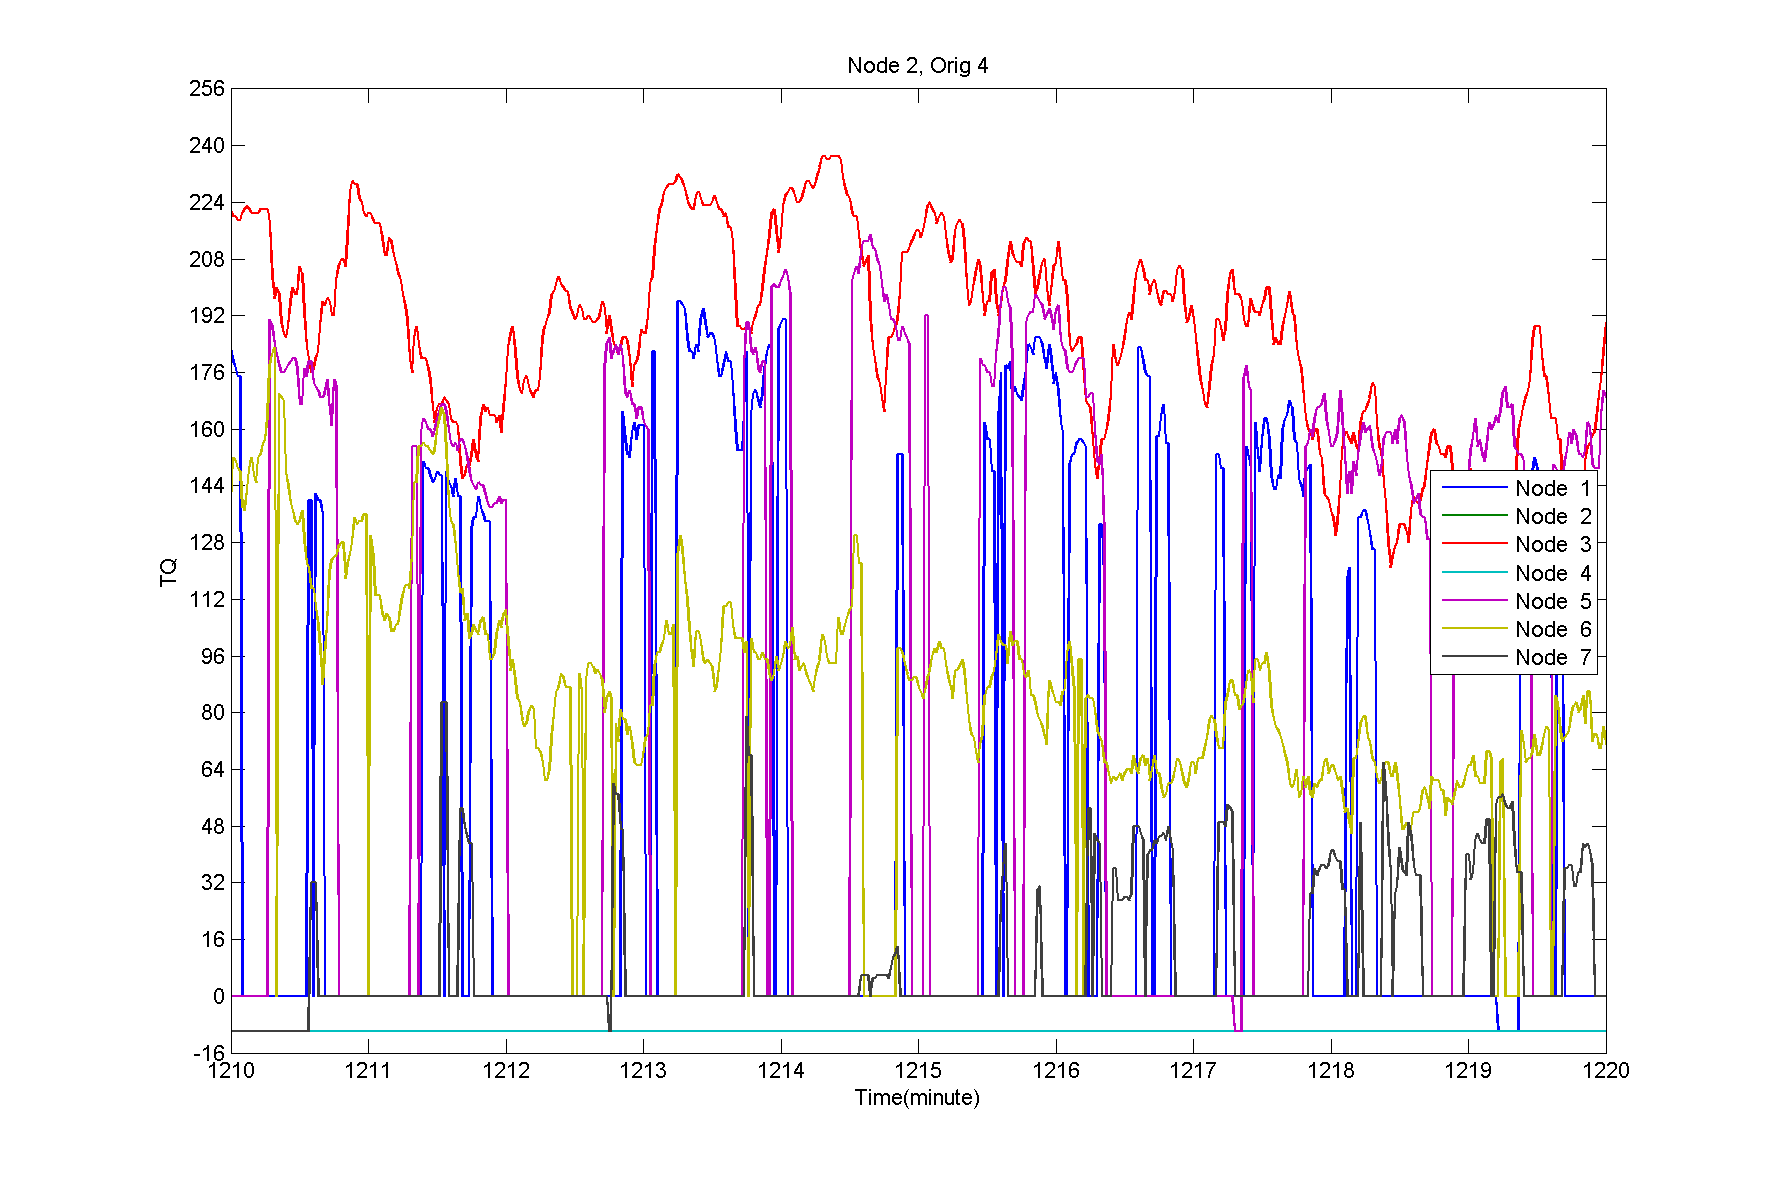 Node 2, Orig 4
256
240
224
208
192
176
160
144
128
112
96
80
64
48
32
16
0
-16
TQ
Node 1
Node 2
Node 3
Node 4
Node 5
Node 6
Node 7
1210 1211 1212 1213 1214 1215 1216 1217 1218 1219 1220
Time(minute)